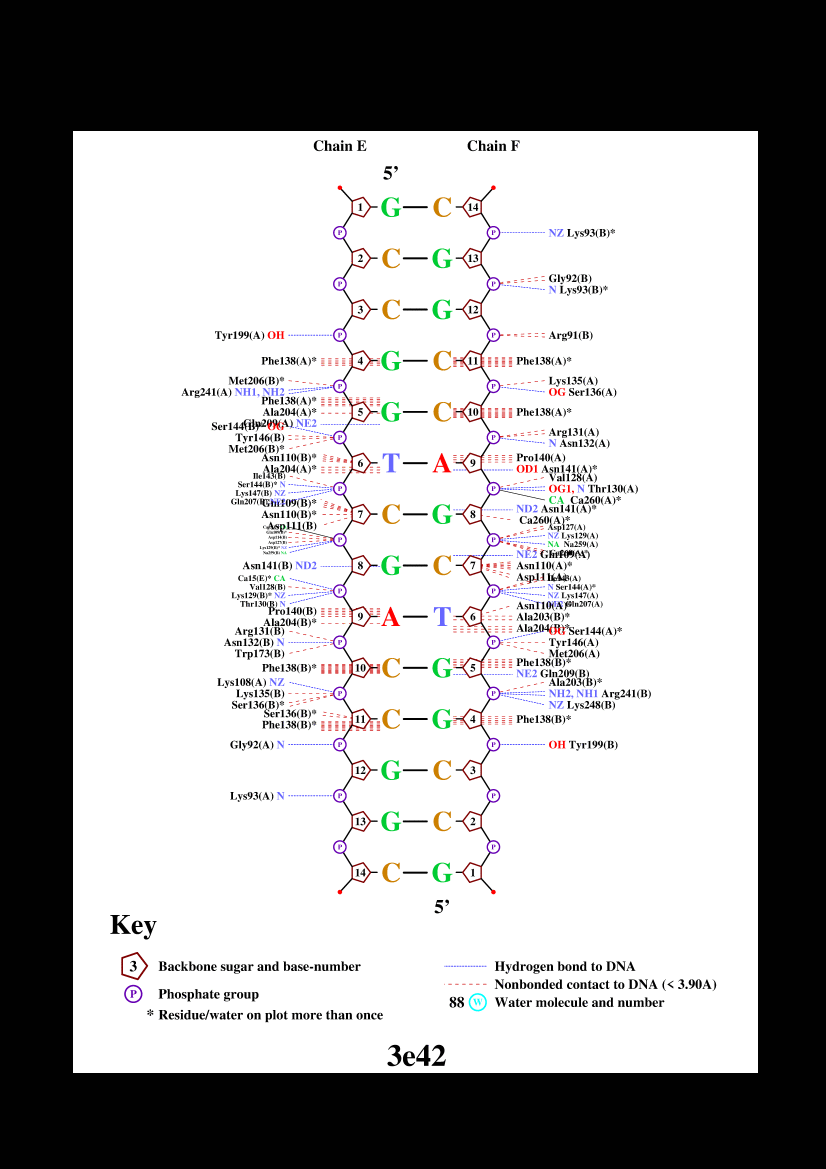 Chain E Chain F
5’
1 G C 14
P P NZ Lys93(B)*
2 C G 13
Gly92(B)
P P N Lys93(B)*
3 C G 12
Tyr199(A) OH P P Arg91(B)
Phe138(A)* 4 G C 11 Phe138(A)*
Met206(B)* Lys135(A)
Arg241(A) NH1, NH2 P P OG Ser136(A)
Phe138(A)*
Ala204(A)* 5 G C 10 Phe138(A)*
Gln209(A) NE2
Ser144(B)* OG Arg131(A)
Tyr146(B) P P N Asn132(A)
Met206(B)*
Asn110(B)* Pro140(A)
Ala204(A)* 6 T A 9 OD1 Asn141(A)*
Ile143(B) Val128(A)
Ser144(B)* N P P OG1, N Thr130(A)
Lys147(B) NZ CA Ca260(A)*
Gln207(B)
Gln109(B)* ND2 Asn141(A)*
Asn110(B)* 7 C G 8 Ca260(A)*
Asp111(B) Asp127(A)
P P NZ Lys129(A)
NA Na259(A)
NE2 Gln109(A)
Asn141(B) ND2 8 G C 7 Asn110(A)*
Asp111(A)
Ca15(E)* CA
Val128(B) P P N Ser144(A)*
Lys129(B)* NZ NZ Lys147(A)
Thr130(B) N Gln207(A)
Pro140(B) Asn110(A)*
Ala204(B)* 9 A T 6 Ala203(B)*
Ala204(B)*
Arg131(B) OG Ser144(A)*
Asn132(B) N P P Tyr146(A)
Trp173(B) Met206(A)
Phe138(B)* 10 C G 5 Phe138(B)*
NE2 Gln209(B)
Lys108(A) NZ Ala203(B)*
Lys135(B) P P NH2, NH1 Arg241(B)
Ser136(B)* NZ Lys248(B)
Ser136(B)* 11 C G 4 Phe138(B)*
Phe138(B)*
Gly92(A) N P P OH Tyr199(B)
12 G C 3
Lys93(A) N P P
13 G C 2
P P
14 C G 1
5’
Key
3 Backbone sugar and base-number Hydrogen bond to DNA
P Phosphate group Nonbonded contact to DNA (< 3.90A)
88 W Water molecule and number
* Residue/water on plot more than once
3e42